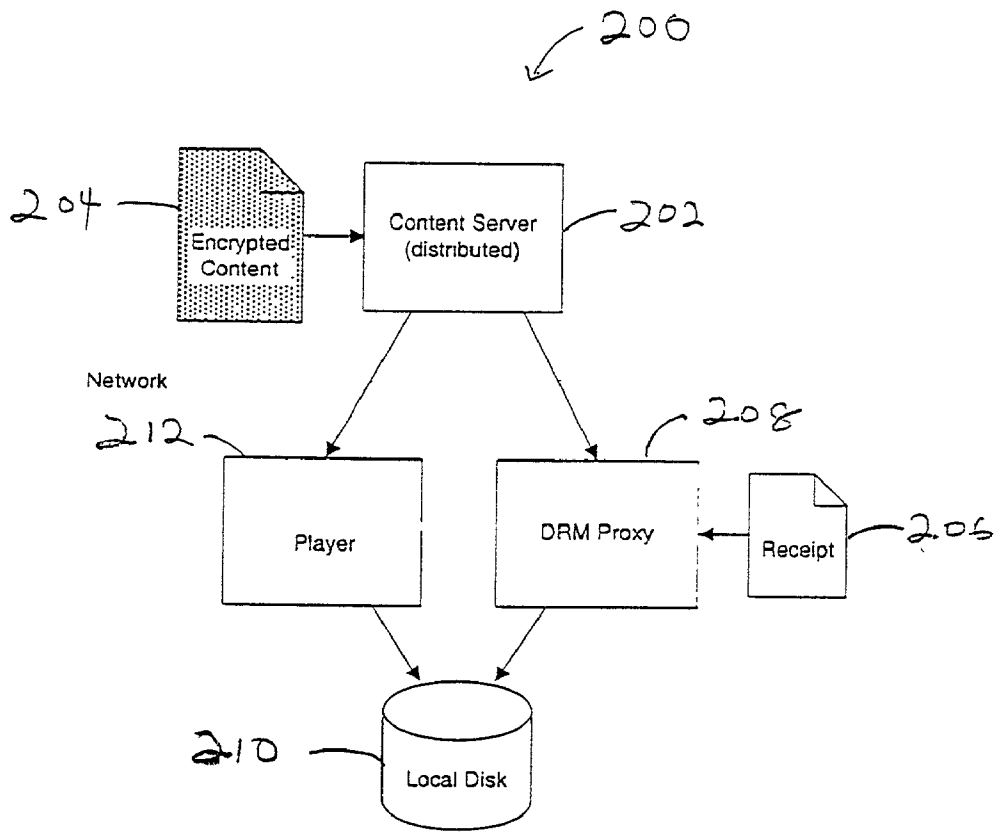 200
204
Encrypted
Content
Content Server
(distributed)
202
Network
212
208
Player
DRM Proxy
Receipt
206
210
Local Disk